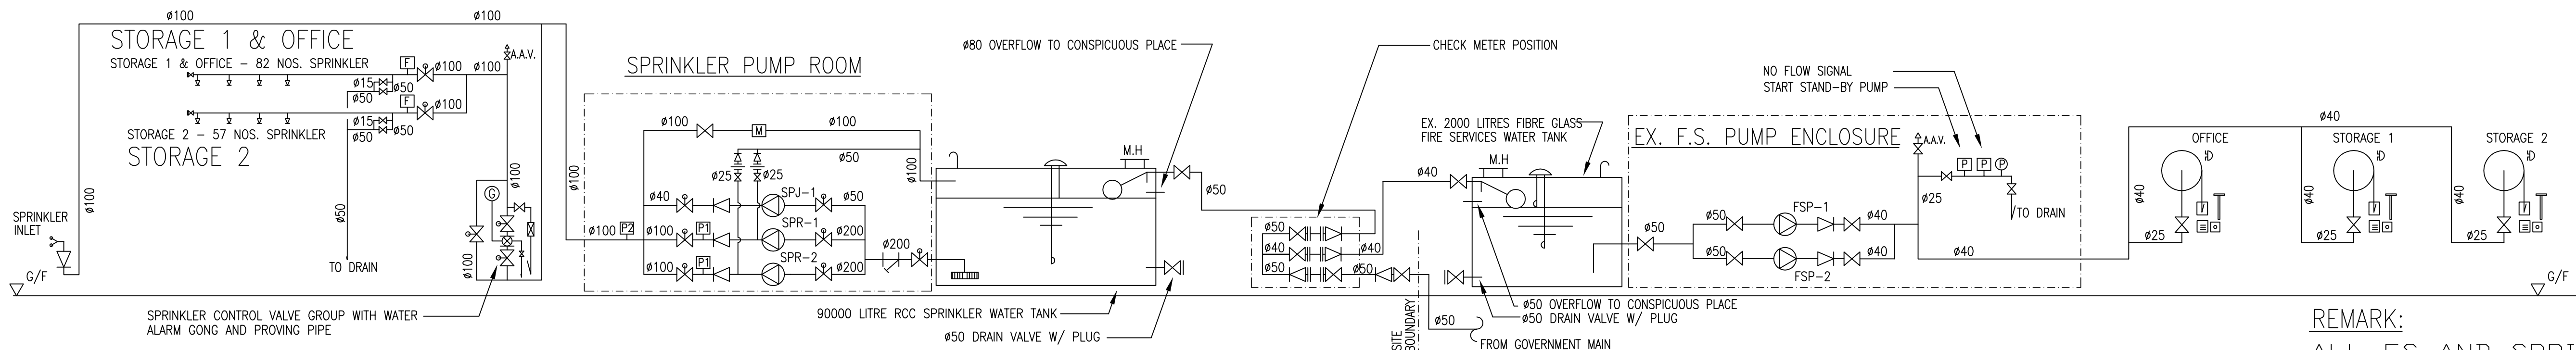 ø100
ø100
STORAGE 1 & OFFICE
STORAGE 1 & OFFICE - 82 NOS. SPRINKLER
F
ø100
ø100
A.A.V.
ø15
ø50
ø50
F
ø100
ø15
ø50
ø50
STORAGE 2 - 57 NOS. SPRINKLER
STORAGE 2
ø100
SPRINKLER
INLET
G/F
ø50
TO DRAIN
G
ø100
ø100
SPRINKLER CONTROL VALVE GROUP WITH WATER
ALARM GONG AND PROVING PIPE
ø100
SPRINKLER PUMP ROOM
ø100
M
ø100
ø50
ø100
ø25
ø25
ø40
SPJ-1
ø50
SPR-1
ø100
P2
ø100
P1
ø200
ø100
P1
SPR-2
ø200
ø200
ø80 OVERFLOW TO CONSPICUOUS PLACE
M.H
ø50
90000 LITRE RCC SPRINKLER WATER TANK
ø50 DRAIN VALVE W/ PLUG
CHECK METER POSITION
ø50
ø40
ø40
ø50
ø50
SITE
BOUNDARY
ø50
FROM GOVERNMENT MAIN
ø40
EX. 2000 LITRES FIBRE GLASS
FIRE SERVICES WATER TANK
M.H
ø50 OVERFLOW TO CONSPICUOUS PLACE
ø50 DRAIN VALVE W/ PLUG
NO FLOW SIGNAL
START STAND-BY PUMP
EX. F.S. PUMP ENCLOSURE
A.A.V.
P
P
P
ø25
TO DRAIN
ø50
ø50
FSP-1
ø40
ø50
FSP-2
ø40
ø40
ø40
OFFICE
STORAGE 1
STORAGE 2
ø40
ø40
ø40
ø25
ø25
ø25
G/F
REMARK: